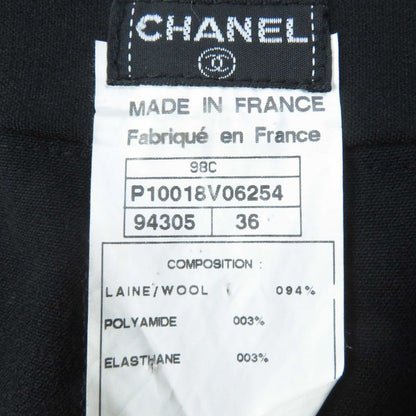 CHANEL
MADE IN FRANCE
Fabriqué en France
98C
P10018V06254
94305 36
COMPOSITION :
LAINE/WOOL 094%
POLYAMIDE 003%
ELASTHANE 003%